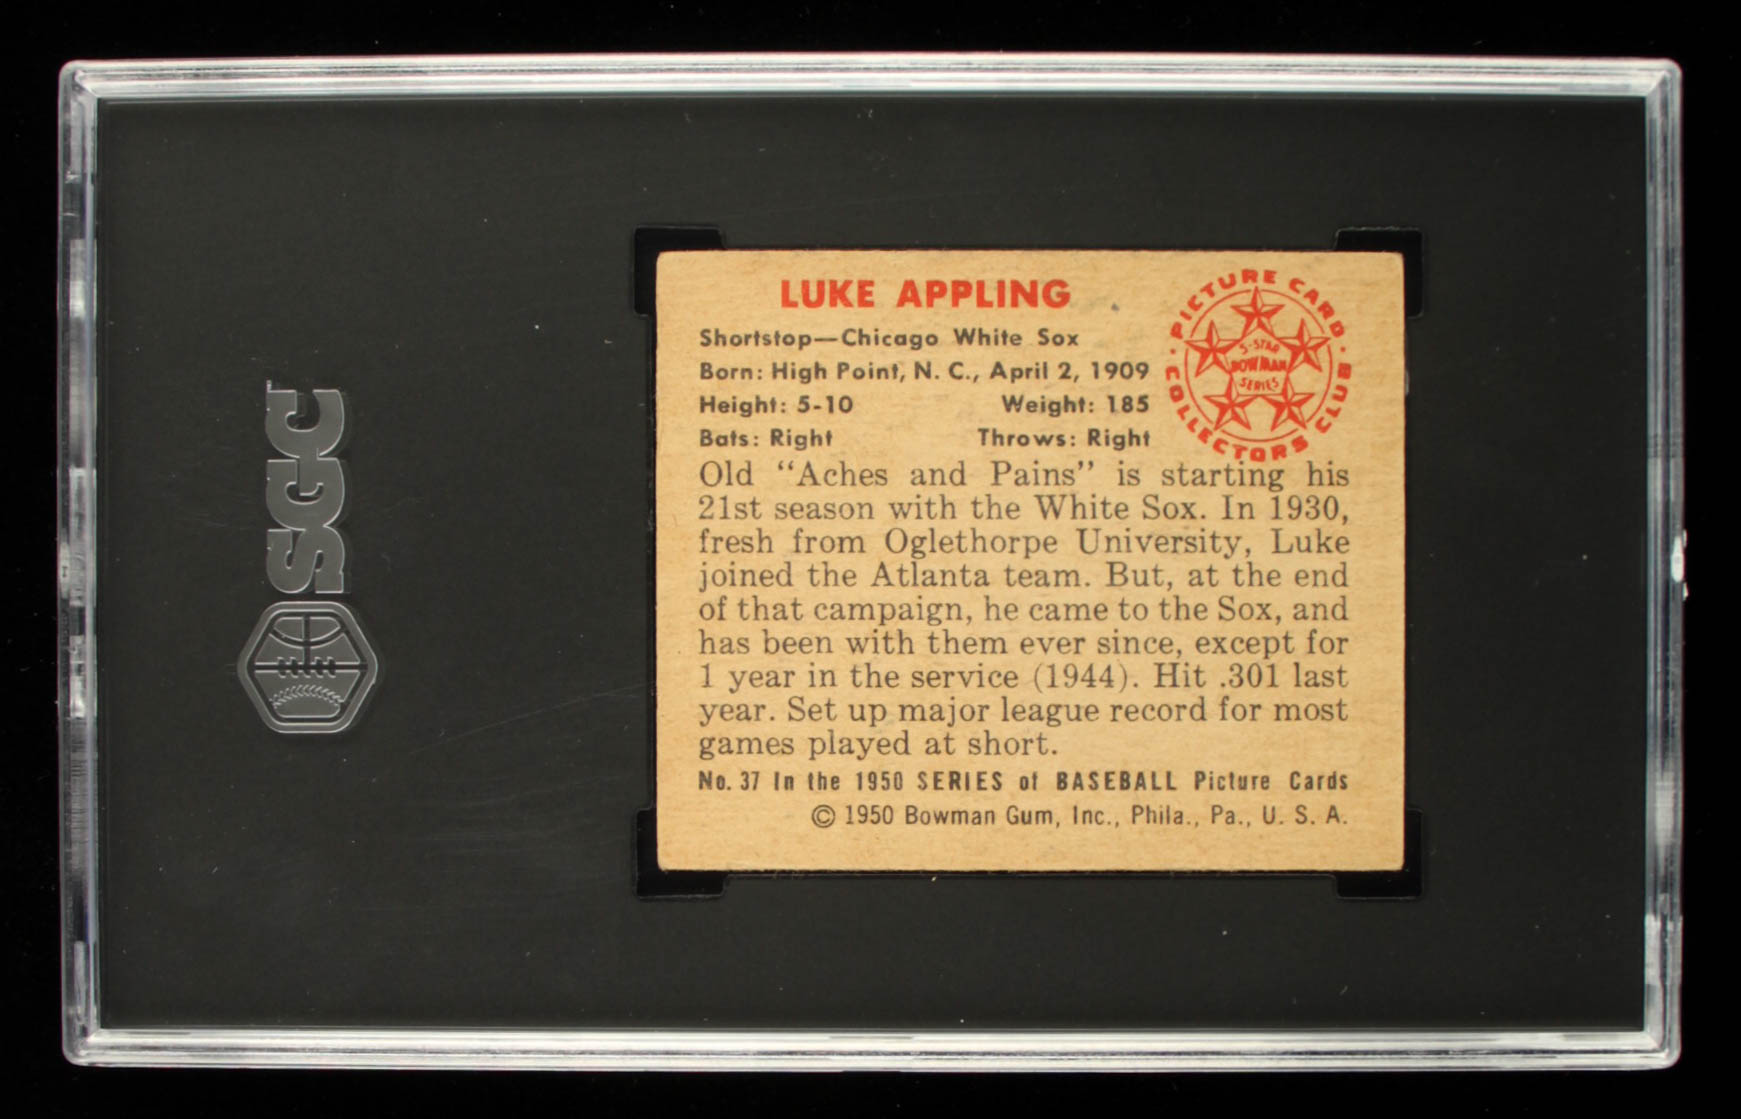 SGC
LUKE APPLING
PICTURE CARD
COLLECTORS CLUB
5-STAR
BOWMAN
SERIES
Shortstop—Chicago White Sox
Born: High Point, N. C., April 2, 1909
Height: 5-10 Weight: 185
Bats: Right Throws: Right
Old “Aches and Pains” is starting his
21st season with the White Sox. In 1930,
fresh from Oglethorpe University, Luke
joined the Atlanta team. But, at the end
of that campaign, he came to the Sox, and
has been with them ever since, except for
1 year in the service (1944). Hit .301 last
year. Set up major league record for most
games played at short.
No. 37 In the 1950 SERIES of BASEBALL Picture Cards
© 1950 Bowman Gum, Inc., Phila., Pa., U. S. A.